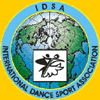 IDSA
INTERNATIONAL DANCE SPORT ASSOCIATION